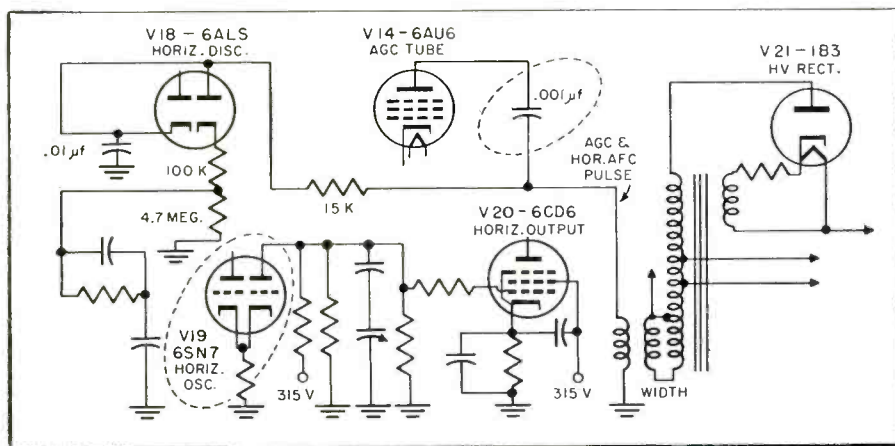 V18-6AL5
HORIZ. DISC.
V14-6AU6
AGC TUBE
.001µf
V21-1B3
HV RECT.
.01µf
100 K
4.7 MEG.
15 K
AGC &
HOR. AFC
PULSE
V20-6CD6
HORIZ. OUTPUT
V19
6SN7
HORIZ.
OSC.
315 V
315 V
WIDTH